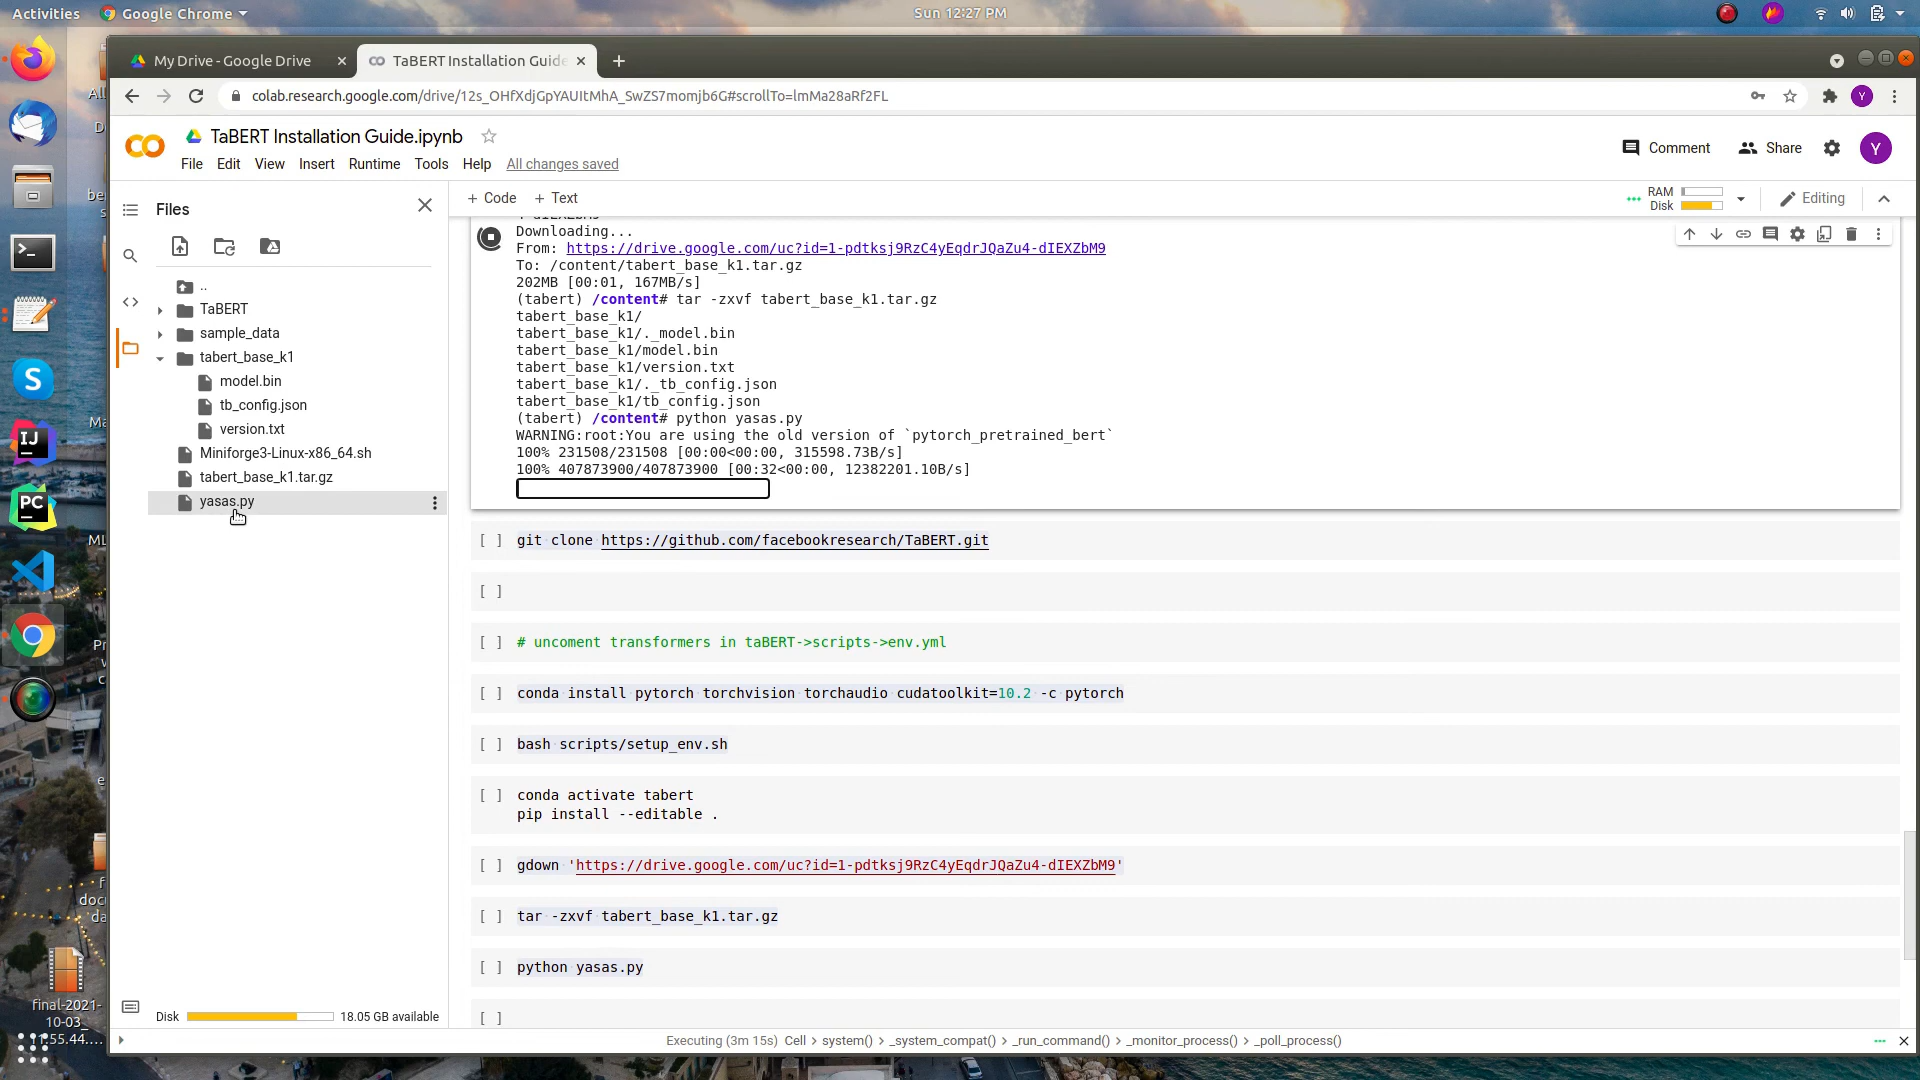 Activities
Google Chrome
Sun 12:27 PM
My Drive - Google Drive
TaBERT Installation Guide
colab.research.google.com/drive/12s_OHfXdjGpYAUItMhA_SwZS7momjb6G#scrollTo=lmMa28aRf2FL
TaBERT Installation Guide.ipynb
File Edit View Insert Runtime Tools Help All changes saved
Comment
Share
Y
+ Code + Text
RAM
Disk
Editing
Files
..
TaBERT
sample_data
tabert_base_k1
model.bin
tb_config.json
version.txt
Miniforge3-Linux-x86_64.sh
tabert_base_k1.tar.gz
yasas.py
Disk
18.05 GB available
Downloading...
From: https://drive.google.com/uc?id=1-pdtksj9RzC4yEqdrJQaZu4-dIEXZbM9
To: /content/tabert_base_k1.tar.gz
202MB [00:01, 167MB/s]
(tabert) /content# tar -zxvf tabert_base_k1.tar.gz
tabert_base_k1/
tabert_base_k1/._model.bin
tabert_base_k1/model.bin
tabert_base_k1/version.txt
tabert_base_k1/._tb_config.json
tabert_base_k1/tb_config.json
(tabert) /content# python yasas.py
WARNING:root:You are using the old version of `pytorch_pretrained_bert`
100% 231508/231508 [00:00<00:00, 315598.73B/s]
100% 407873900/407873900 [00:32<00:00, 12382201.10B/s]
[ ] git clone https://github.com/facebookresearch/TaBERT.git
[ ]
[ ] # uncoment transformers in taBERT->scripts->env.yml
[ ] conda install pytorch torchvision torchaudio cudatoolkit=10.2 -c pytorch
[ ] bash scripts/setup_env.sh
[ ] conda activate tabert
pip install --editable .
[ ] gdown 'https://drive.google.com/uc?id=1-pdtksj9RzC4yEqdrJQaZu4-dIEXZbM9'
[ ] tar -zxvf tabert_base_k1.tar.gz
[ ] python yasas.py
[ ]
Executing (3m 15s) Cell > system() > _system_compat() > _run_command() > _monitor_process() > _poll_process()
final-2021-
10-03_
11:55.44....